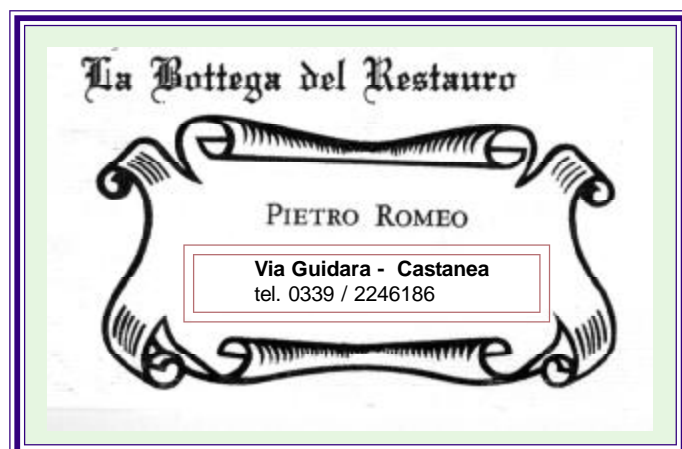 La Bottega del Restauro
PIETRO ROMEO
Via Guidara - Castanea
tel. 0339 / 2246186